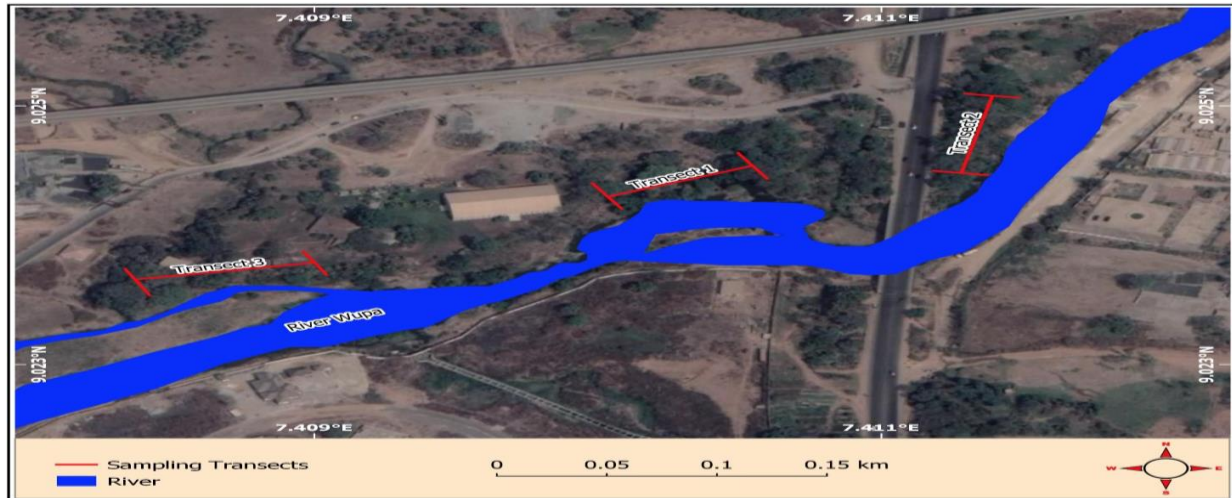 7.409°E
7.411°E
9.025°N
9.025°N
Transect 2
Transect 1
Transect 3
River Wupa
9.023°N
9.023°N
7.409°E
7.411°E
Sampling Transects
River
0 0.05 0.1 0.15 km
N
W E
S